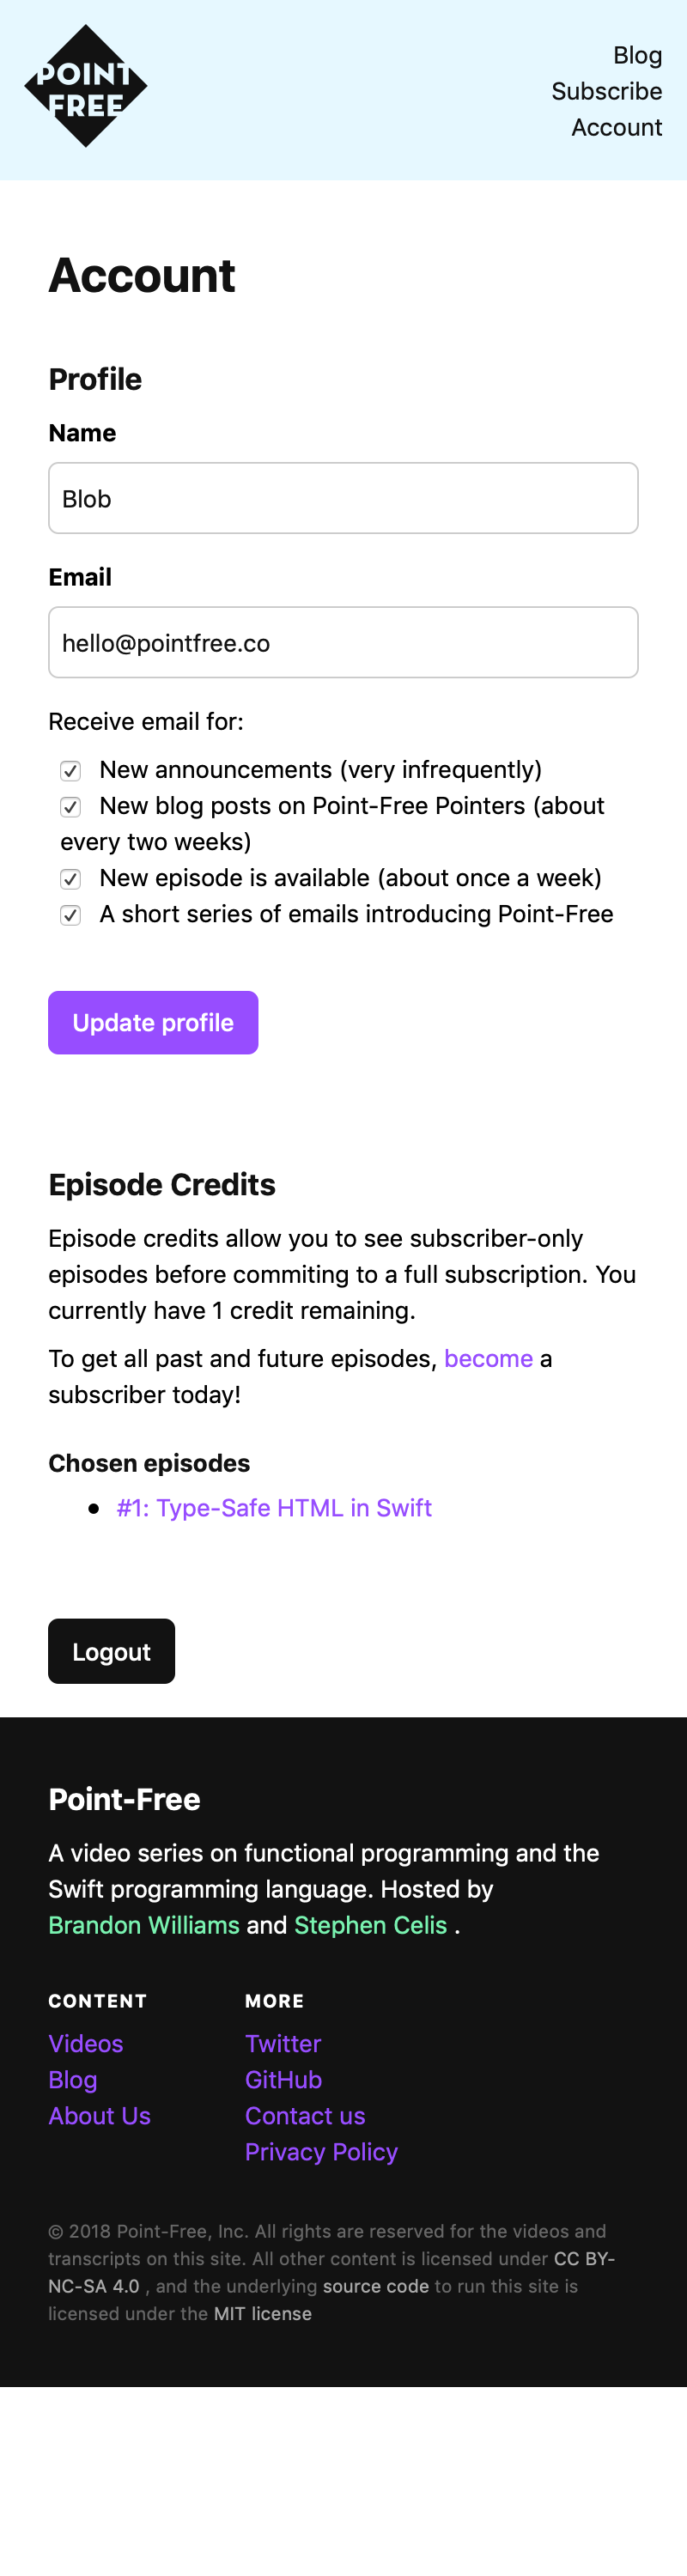 POINT
FREE
Blog
Subscribe
Account
Account
Profile
Name
Blob
Email
hello@pointfree.co
Receive email for:
New announcements (very infrequently)
New blog posts on Point-Free Pointers (about
every two weeks)
New episode is available (about once a week)
A short series of emails introducing Point-Free
Update profile
Episode Credits
Episode credits allow you to see subscriber-only
episodes before commiting to a full subscription. You
currently have 1 credit remaining.
To get all past and future episodes, become a
subscriber today!
Chosen episodes
#1: Type-Safe HTML in Swift
Logout
Point-Free
A video series on functional programming and the
Swift programming language. Hosted by
Brandon Williams and Stephen Celis .
CONTENT
Videos
Blog
About Us
MORE
Twitter
GitHub
Contact us
Privacy Policy
© 2018 Point-Free, Inc. All rights are reserved for the videos and
transcripts on this site. All other content is licensed under CC BY-
NC-SA 4.0 , and the underlying source code to run this site is
licensed under the MIT license